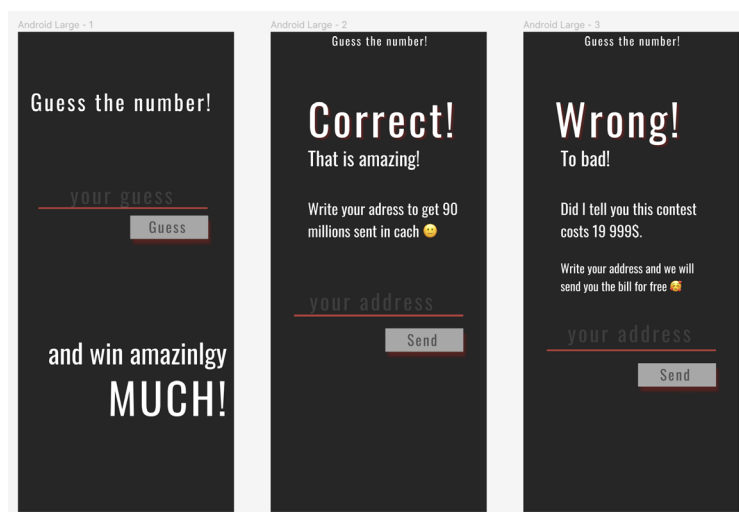 Android Large - 1
Guess the number!
your guess
Guess
and win amazinlgy
MUCH!
Android Large - 2
Guess the number!
Correct!
That is amazing!
Write your adress to get 90
millions sent in cach 🙂
your address
Send
Android Large - 3
Guess the number!
Wrong!
To bad!
Did I tell you this contest
costs 19 999$.
Write your address and we will
send you the bill for free 🥰
your address
Send